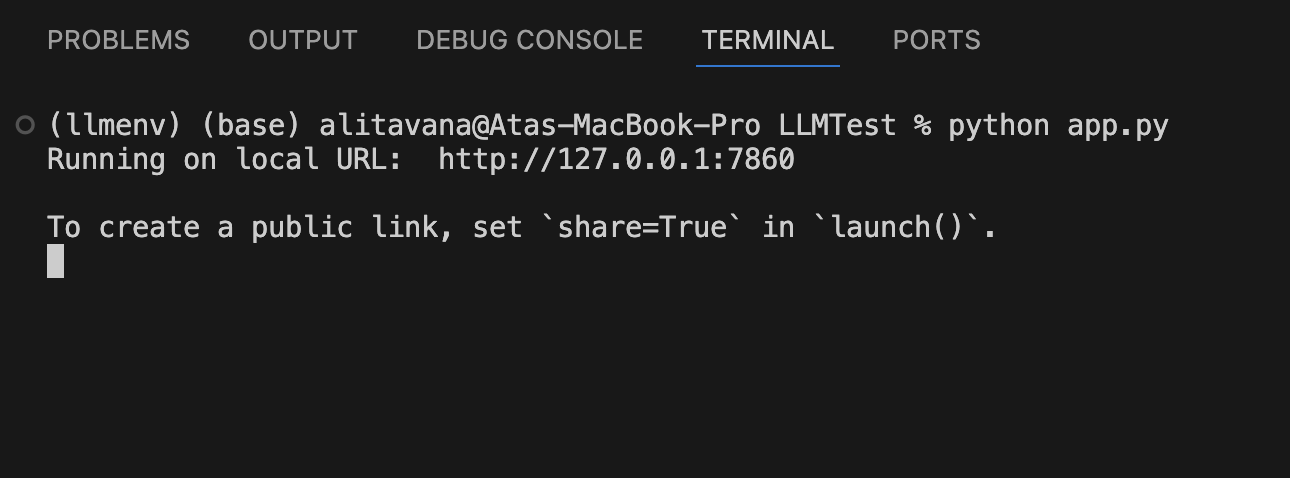 PROBLEMS OUTPUT DEBUG CONSOLE TERMINAL PORTS
(llmenv) (base) alitavana@Atas-MacBook-Pro LLMTest % python app.py
Running on local URL:  http://127.0.0.1:7860
To create a public link, set `share=True` in `launch()`.